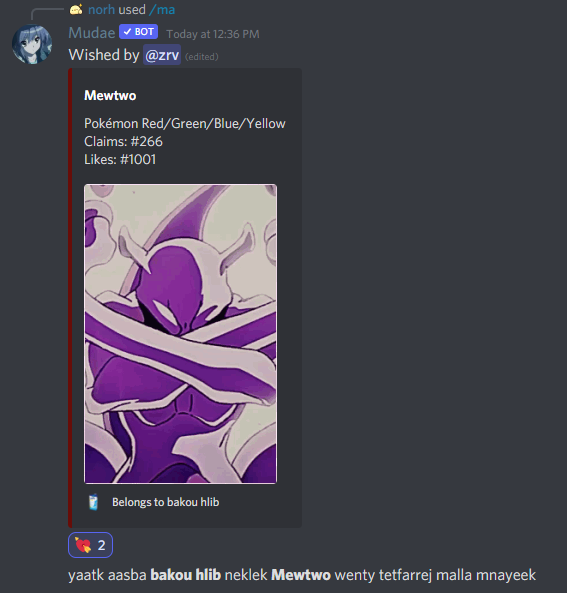 norh used /ma
Mudae ✓ BOT Today at 12:36 PM
Wished by @zrv (edited)
Mewtwo
Pokémon Red/Green/Blue/Yellow
Claims: #266
Likes: #1001
Belongs to bakou hlib
💘 2
yaatk aasba bakou hlib neklek Mewtwo wenty tetfarrej malla mnayeek